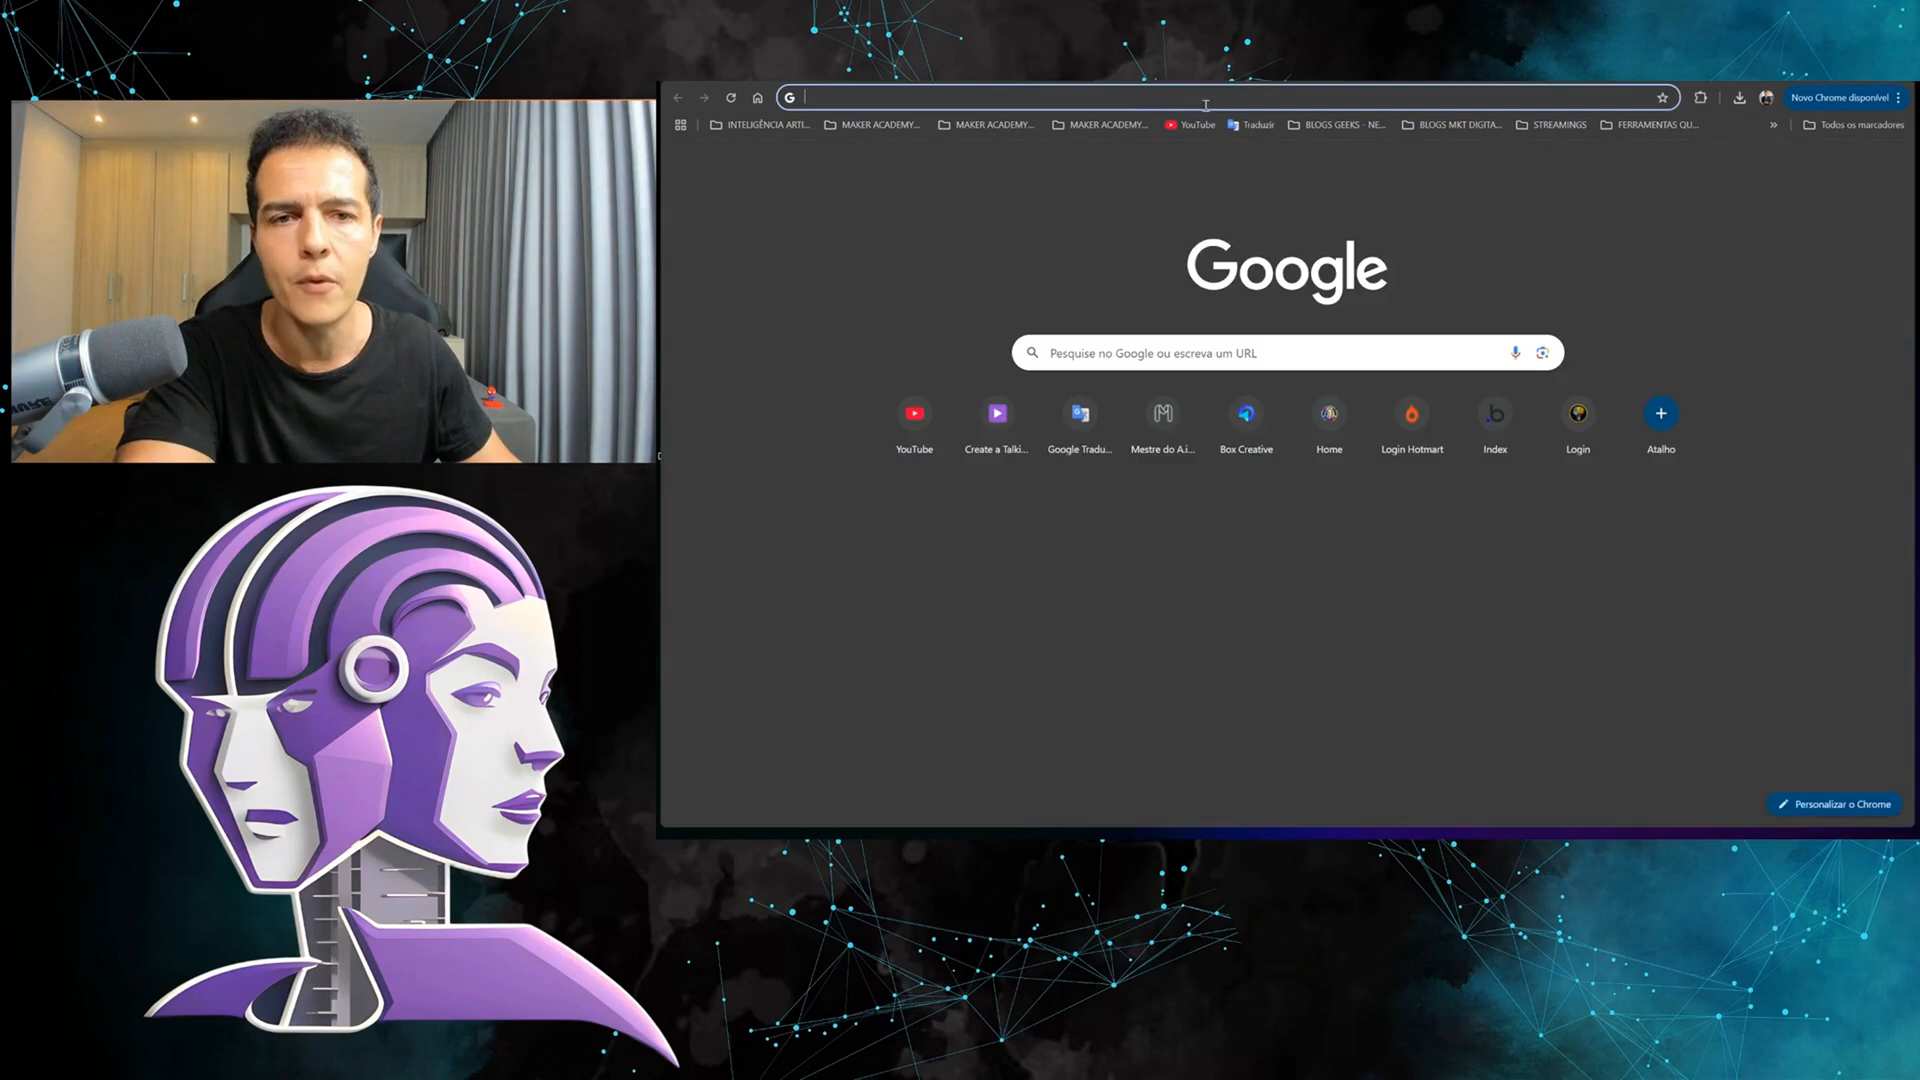 Novo Chrome disponível
INTELIGÊNCIA ARTI...
MAKER ACADEMY...
MAKER ACADEMY...
MAKER ACADEMY...
YouTube
Traduzir
BLOGS GEEKS - NE...
BLOGS MKT DIGITA...
STREAMINGS
FERRAMENTAS QU...
Todos os marcadores
Google
Pesquise no Google ou escreva um URL
YouTube
Create a Talki...
Google Tradu...
Mestre do A.i...
Box Creative
Home
Login Hotmart
Index
Login
Atalho
Personalizar o Chrome